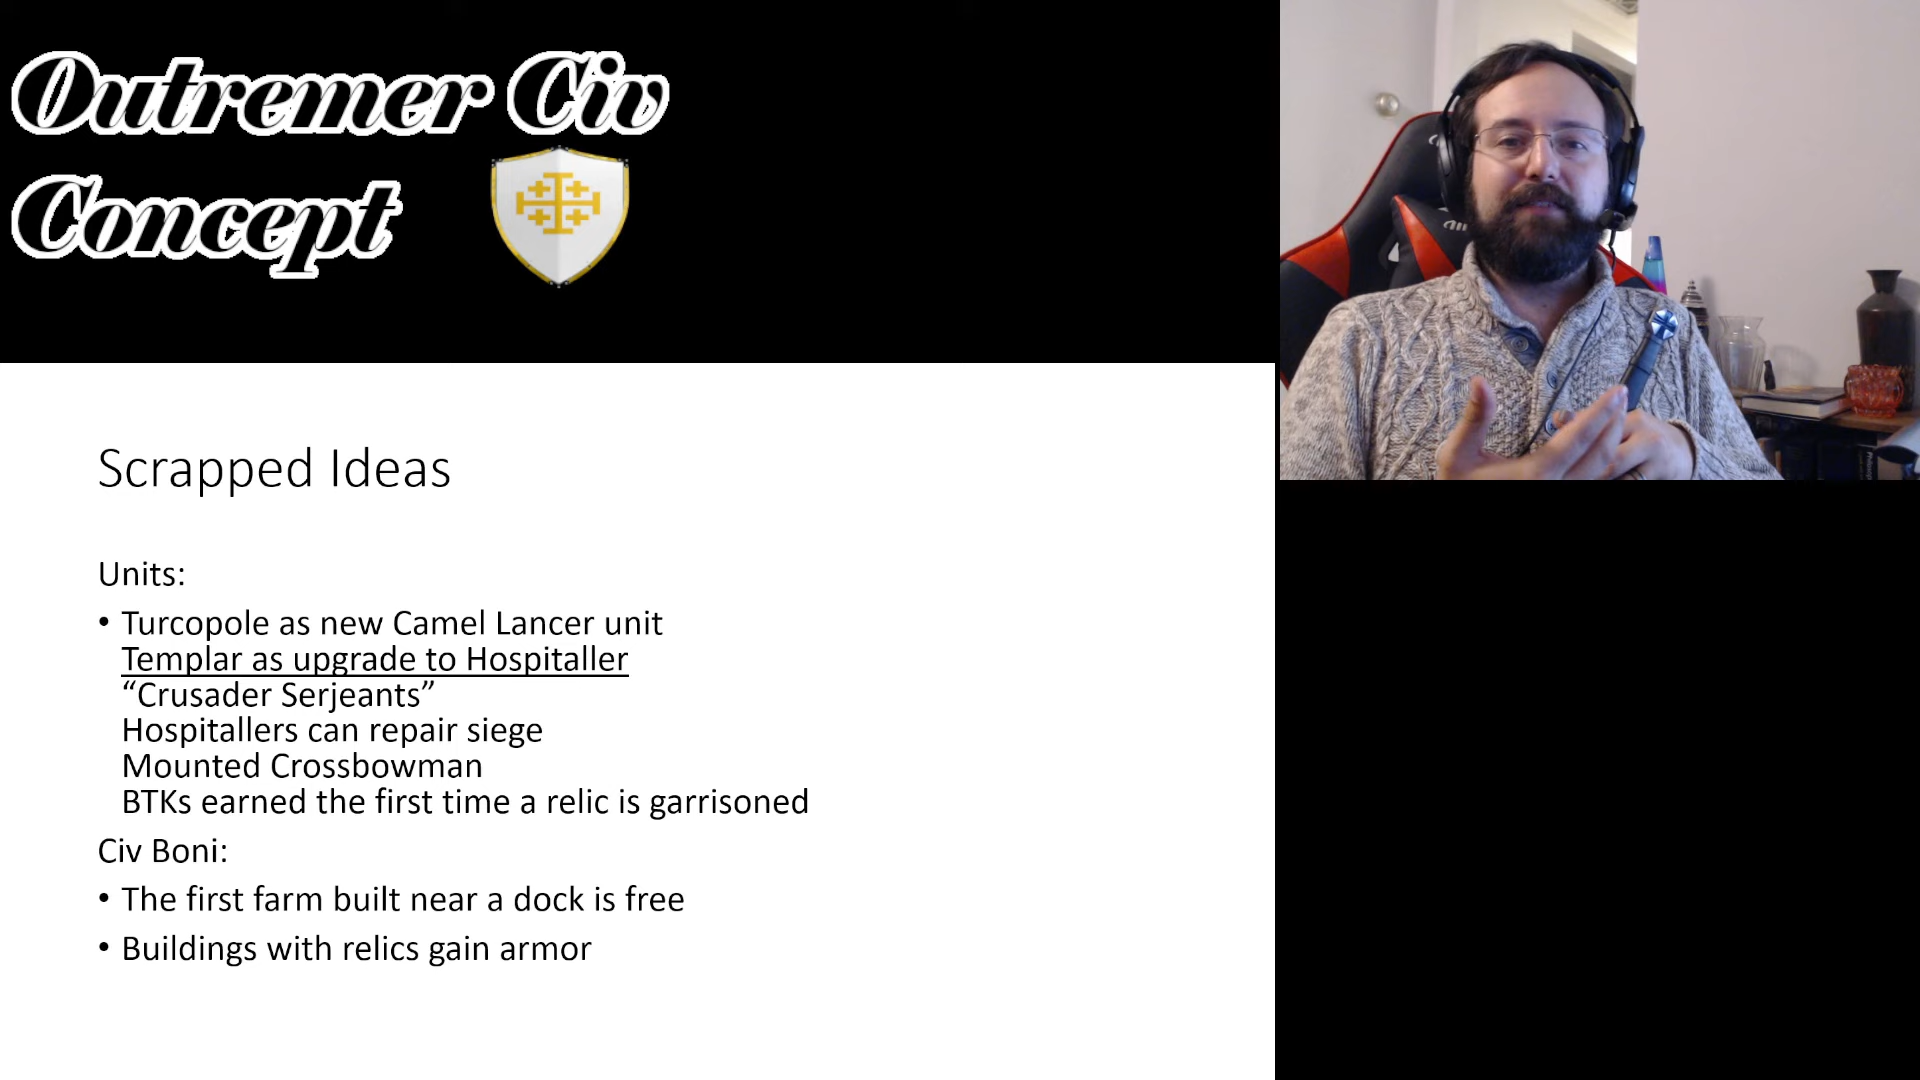 Outremer Civ
Concept
Scrapped Ideas
Units:
• Turcopole as new Camel Lancer unit
Templar as upgrade to Hospitaller
“Crusader Serjeants”
Hospitallers can repair siege
Mounted Crossbowman
BTKs earned the first time a relic is garrisoned
Civ Boni:
• The first farm built near a dock is free
• Buildings with relics gain armor